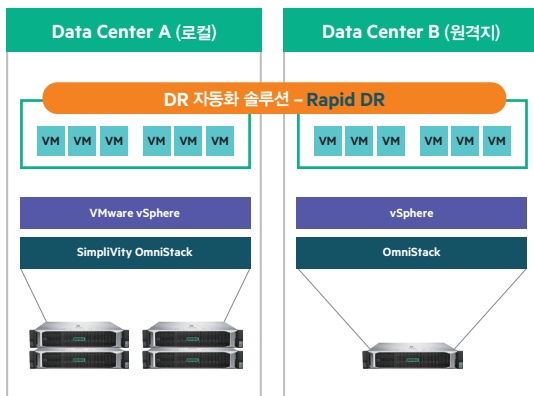 Data Center A (로컬)
Data Center B (원격지)
DR 자동화 솔루션 – Rapid DR
VM VM VM VM VM VM
VM VM VM VM VM VM
VMware vSphere
vSphere
SimpliVity OmniStack
OmniStack